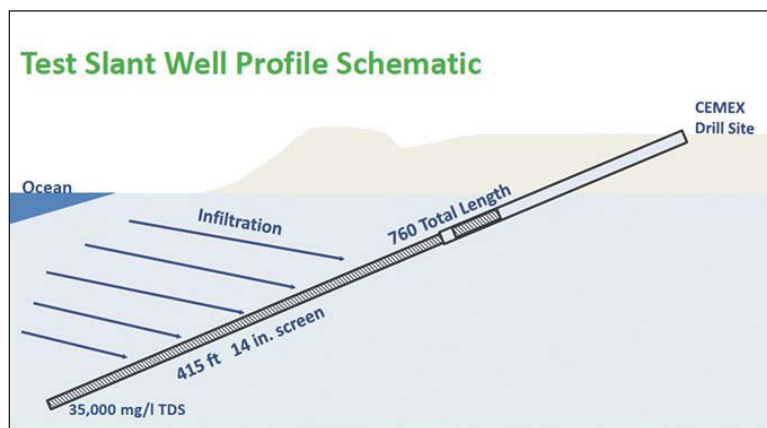 Test Slant Well Profile Schematic
CEMEX
Drill Site
Ocean
Infiltration
760 Total Length
415 ft 14 in. screen
35,000 mg/l TDS